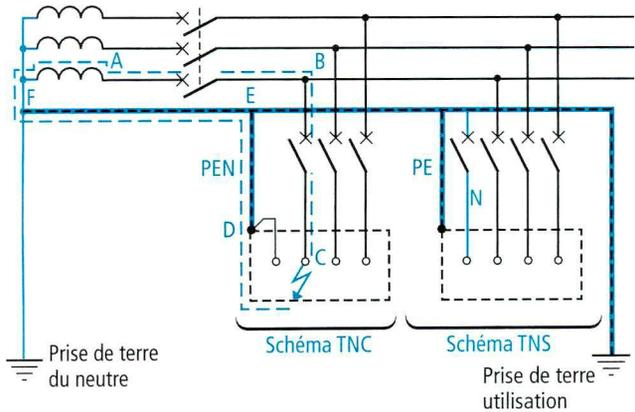 A
B
F
E
PEN
PE
N
D
C
Schéma TNC
Schéma TNS
Prise de terre
du neutre
Prise de terre
utilisation